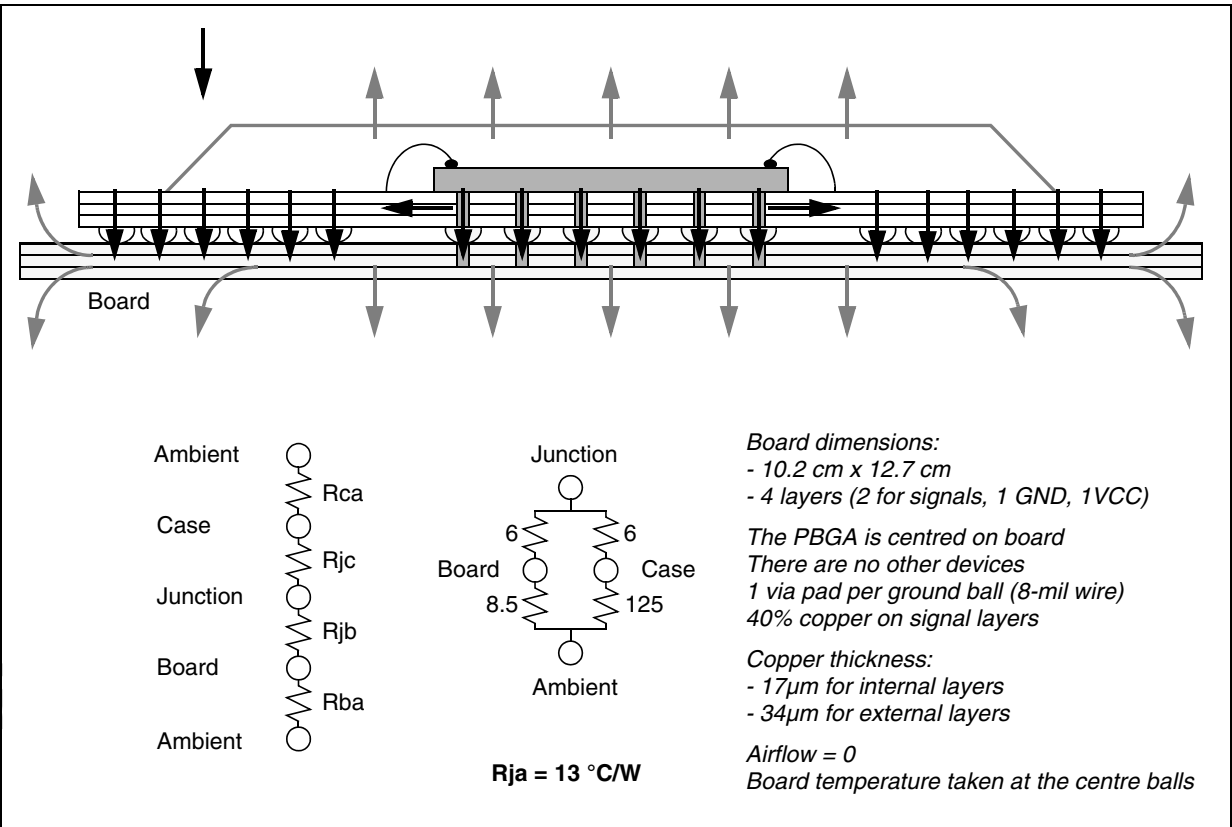 Board
Ambient
Rca
Case
Rjc
Junction
Rjb
Board
Rba
Ambient
Junction
6
6
Board
Case
8.5
125
Ambient
Rja = 13 °C/W
Board dimensions:
- 10.2 cm x 12.7 cm
- 4 layers (2 for signals, 1 GND, 1VCC)
The PBGA is centred on board
There are no other devices
1 via pad per ground ball (8-mil wire)
40% copper on signal layers
Copper thickness:
- 17µm for internal layers
- 34µm for external layers
Airflow = 0
Board temperature taken at the centre balls